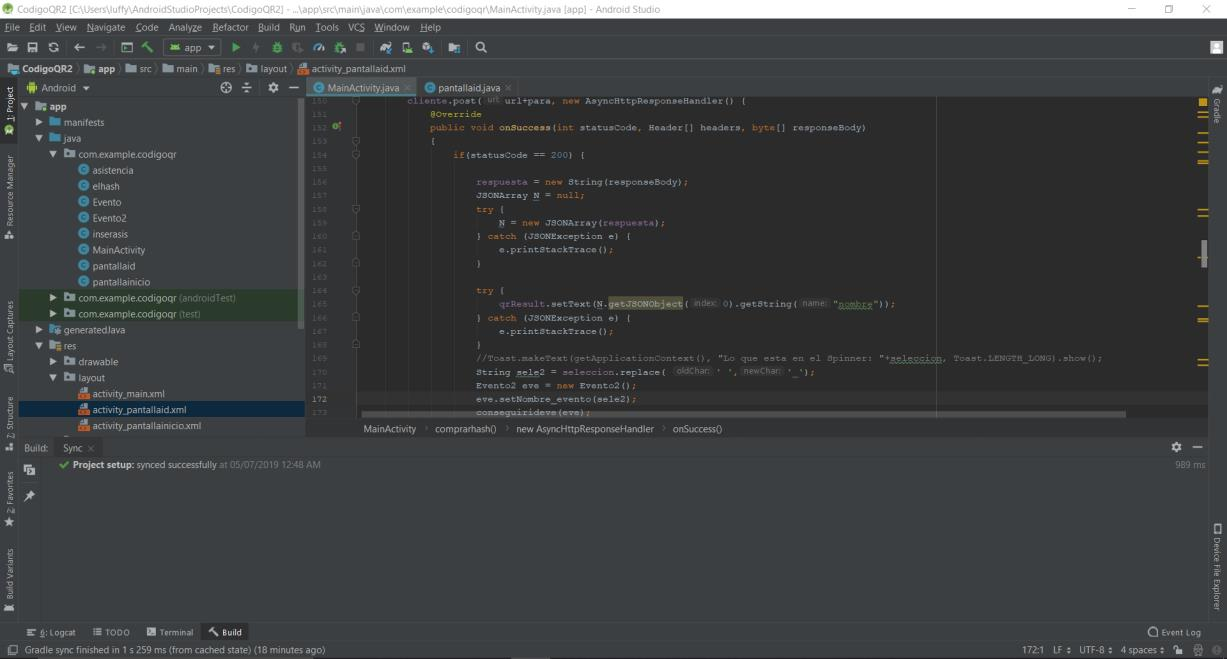 CodigoQR2 [C:\Users\luffy\AndroidStudioProjects\CodigoQR2] - ...\app\src\main\java\com\example\codigoqr\MainActivity.java [app] - Android Studio
File Edit View Navigate Code Analyze Refactor Build Run Tools VCS Window Help
app
CodigoQR2 app src main res layout activity_pantallaid.xml
Android
MainActivity.java
pantallaid.java
1: Project
Resource Manager
Layout Captures
Z: Structure
2: Favorites
Build Variants
app
manifests
java
com.example.codigoqr
asistencia
elhash
Evento
Evento2
inserasis
MainActivity
pantallaid
pantallainicio
com.example.codigoqr (androidTest)
com.example.codigoqr (test)
generatedJava
res
drawable
layout
activity_main.xml
activity_pantallaid.xml
activity_pantallainicio.xml
150 cliente.post( url: url+para, new AsyncHttpResponseHandler() {
151 @Override
152 public void onSuccess(int statusCode, Header[] headers, byte[] responseBody)
153 {
154 if(statusCode == 200) {
155
156 respuesta = new String(responseBody);
157 JSONArray N = null;
158 try {
159 N = new JSONArray(respuesta);
160 } catch (JSONException e) {
161 e.printStackTrace();
162 }
163
164 try {
165 qrResult.setText(N.getJSONObject( index: 0).getString( name: "nombre"));
166 } catch (JSONException e) {
167 e.printStackTrace();
168 }
169 //Toast.makeText(getApplicationContext(), "Lo que esta en el Spinner: "+seleccion, Toast.LENGTH_LONG).show();
170 String sele2 = seleccion.replace( oldChar: ' ', newChar: '_');
171 Evento2 eve = new Evento2();
172 eve.setNombre_evento(sele2);
173 conseguirideve(eve);
MainActivity > comprarhash() > new AsyncHttpResponseHandler > onSuccess()
Gradle
Device File Explorer
Build: Sync
Project setup: synced successfully at 05/07/2019 12:48 AM
989 ms
6: Logcat TODO Terminal Build
Event Log
Gradle sync finished in 1 s 259 ms (from cached state) (18 minutes ago)
172:1 LF UTF-8 4 spaces